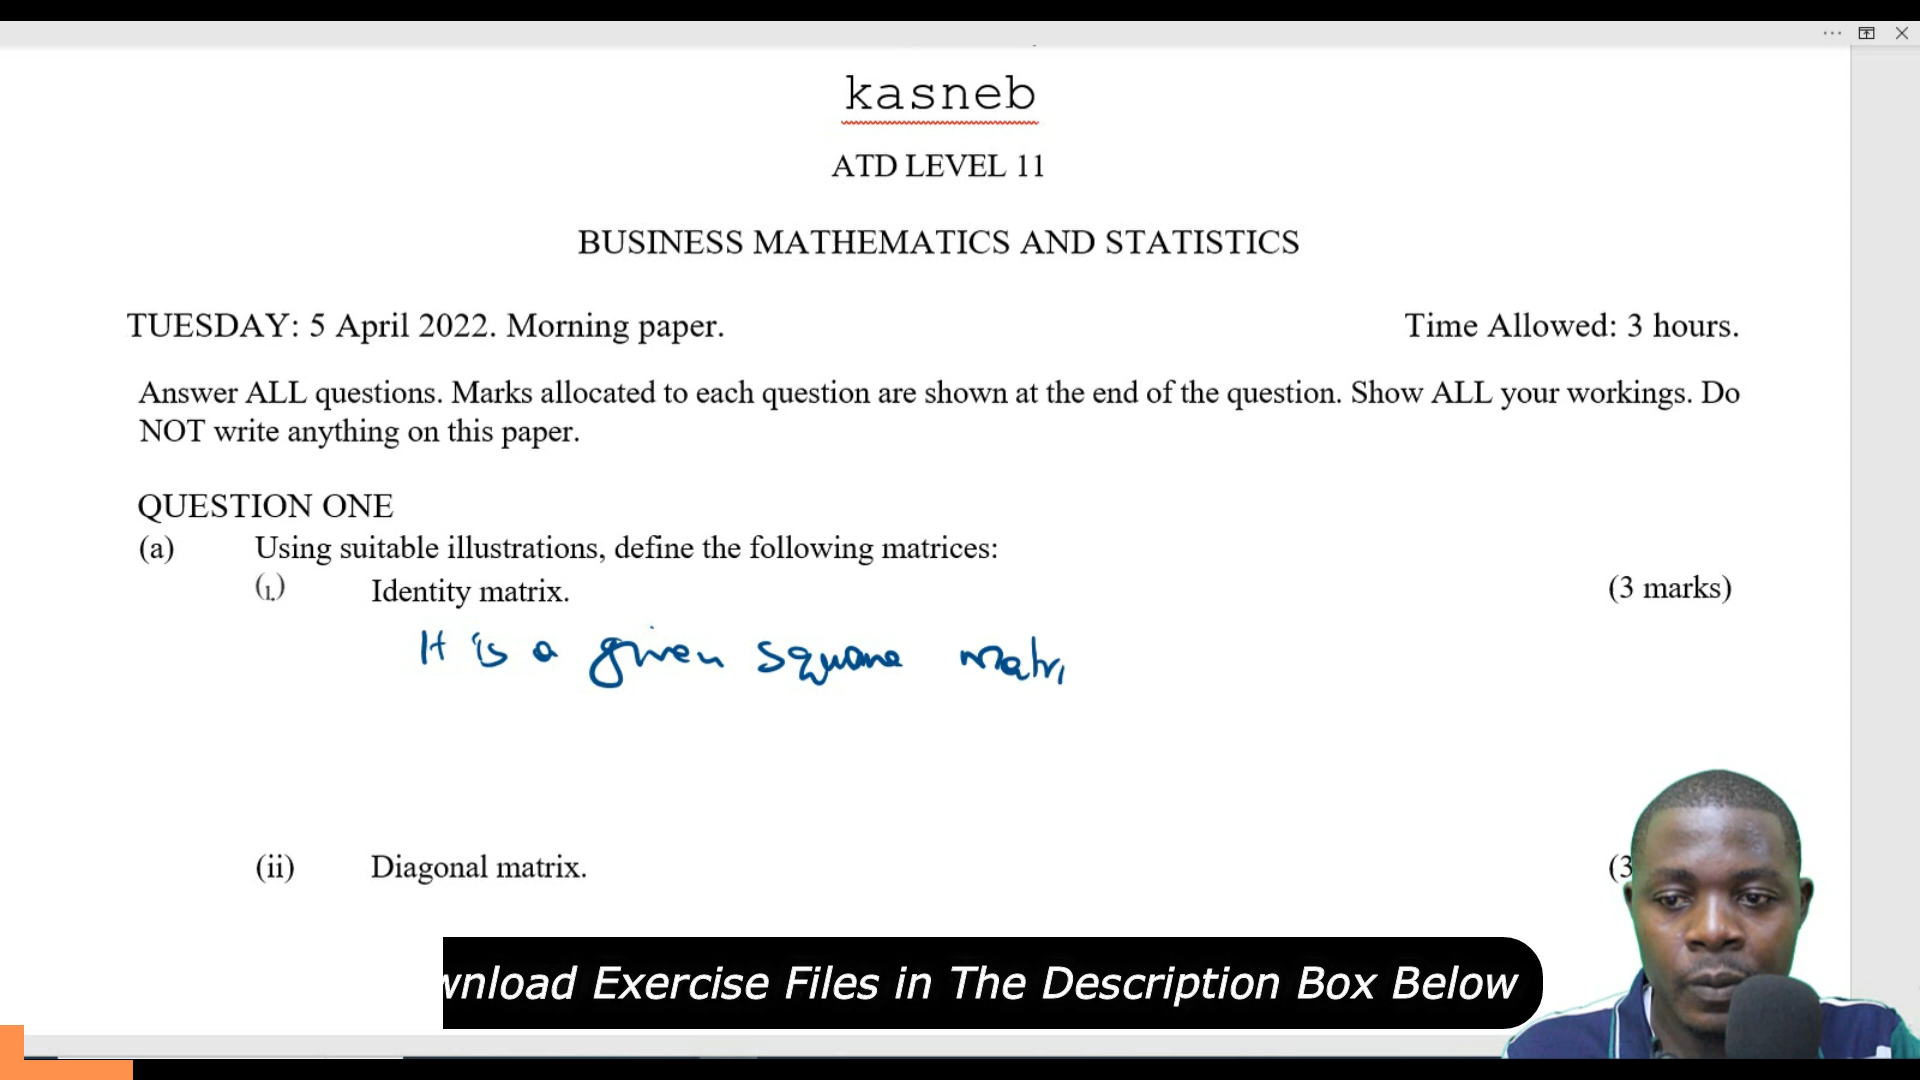 kasneb
ATD LEVEL 11
BUSINESS MATHEMATICS AND STATISTICS
TUESDAY: 5 April 2022. Morning paper. Time Allowed: 3 hours.
Answer ALL questions. Marks allocated to each question are shown at the end of the question. Show ALL your workings. Do
NOT write anything on this paper.
QUESTION ONE
(a) Using suitable illustrations, define the following matrices:
(i) Identity matrix. (3 marks)
It is a given square matri
(ii) Diagonal matrix. (3
wnload Exercise Files in The Description Box Below